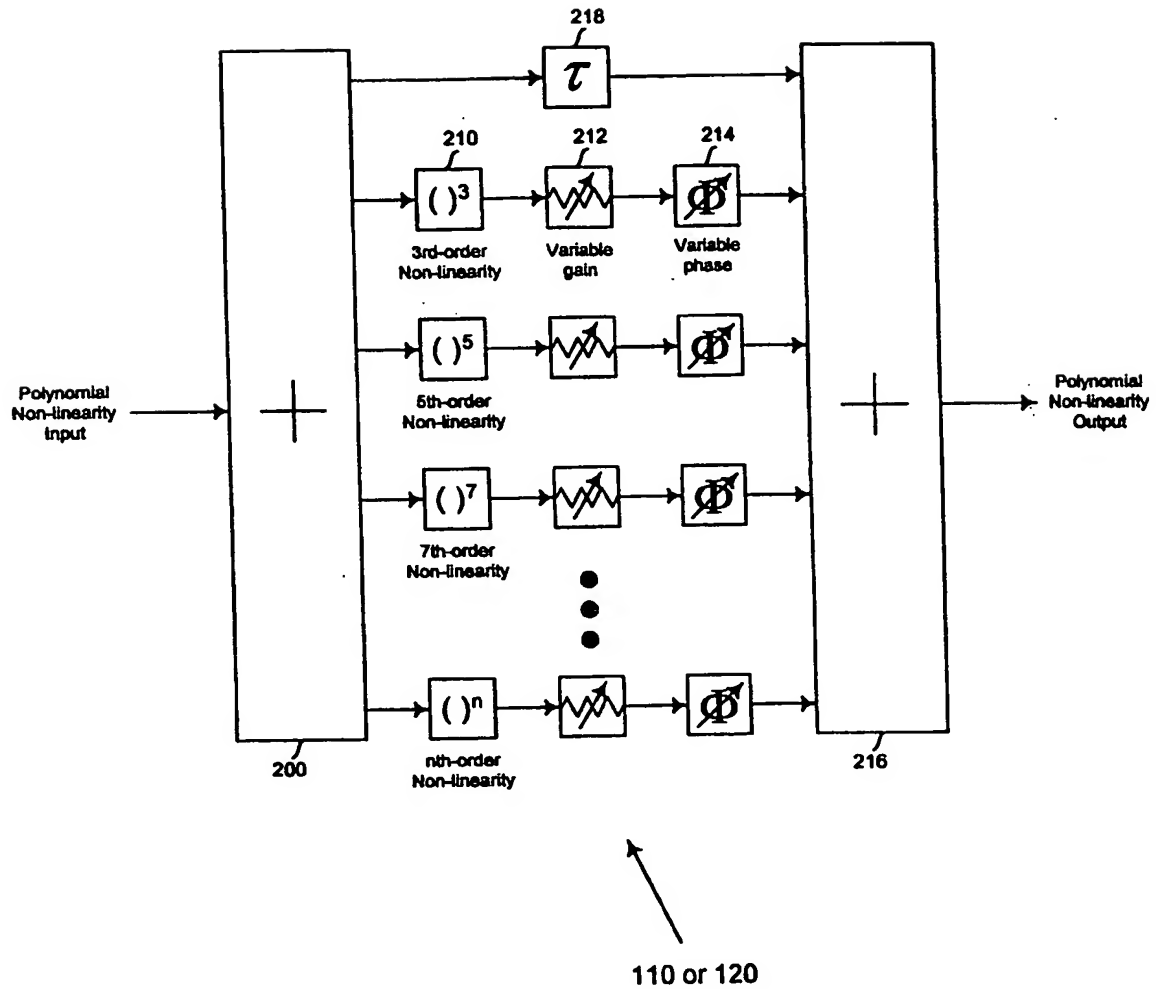 218
τ
210
212
214
( )3
Φ
3rd-order
Non-linearity
Variable
gain
Variable
phase
( )5
Φ
5th-order
Non-linearity
Polynomial
Non-linearity
Input
+
+
Polynomial
Non-linearity
Output
( )7
Φ
7th-order
Non-linearity
( )n
Φ
nth-order
Non-linearity
200
216
110 or 120